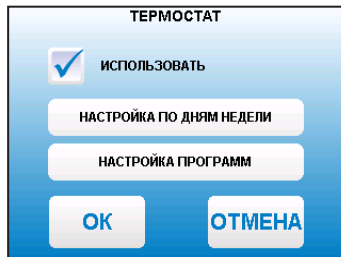 ТЕРМОСТАТ
ИСПОЛЬЗОВАТЬ
НАСТРОЙКА ПО ДНЯМ НЕДЕЛИ
НАСТРОЙКА ПРОГРАММ
ОК ОТМЕНА